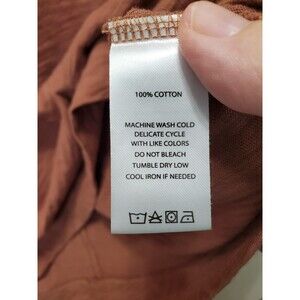 100% COTTON
MACHINE WASH COLD
DELICATE CYCLE
WITH LIKE COLORS
DO NOT BLEACH
TUMBLE DRY LOW
COOL IRON IF NEEDED